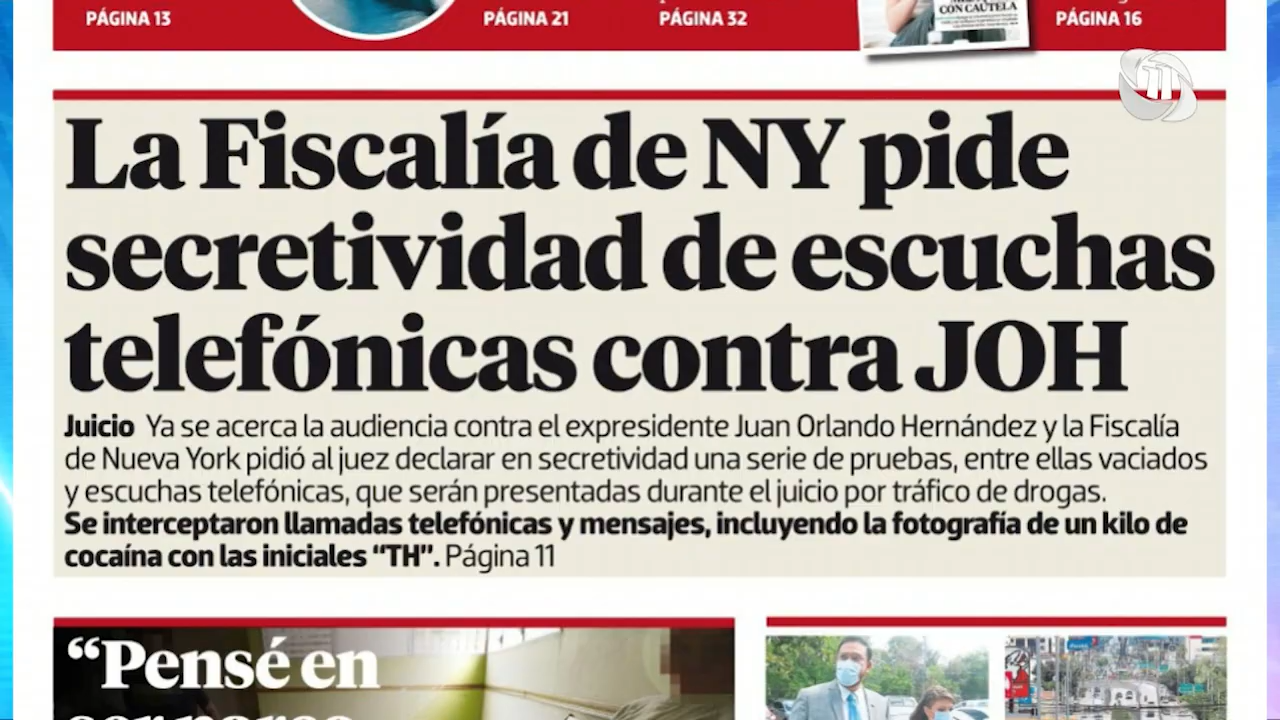 PÁGINA 13
PÁGINA 21
PÁGINA 32
CON CAUTELA
PÁGINA 16
11
La Fiscalía de NY pide
secretividad de escuchas
telefónicas contra JOH
Juicio Ya se acerca la audiencia contra el expresidente Juan Orlando Hernández y la Fiscalía
de Nueva York pidió al juez declarar en secretividad una serie de pruebas, entre ellas vaciados
y escuchas telefónicas, que serán presentadas durante el juicio por tráfico de drogas.
Se interceptaron llamadas telefónicas y mensajes, incluyendo la fotografía de un kilo de
cocaína con las iniciales “TH”. Página 11
“Pensé en